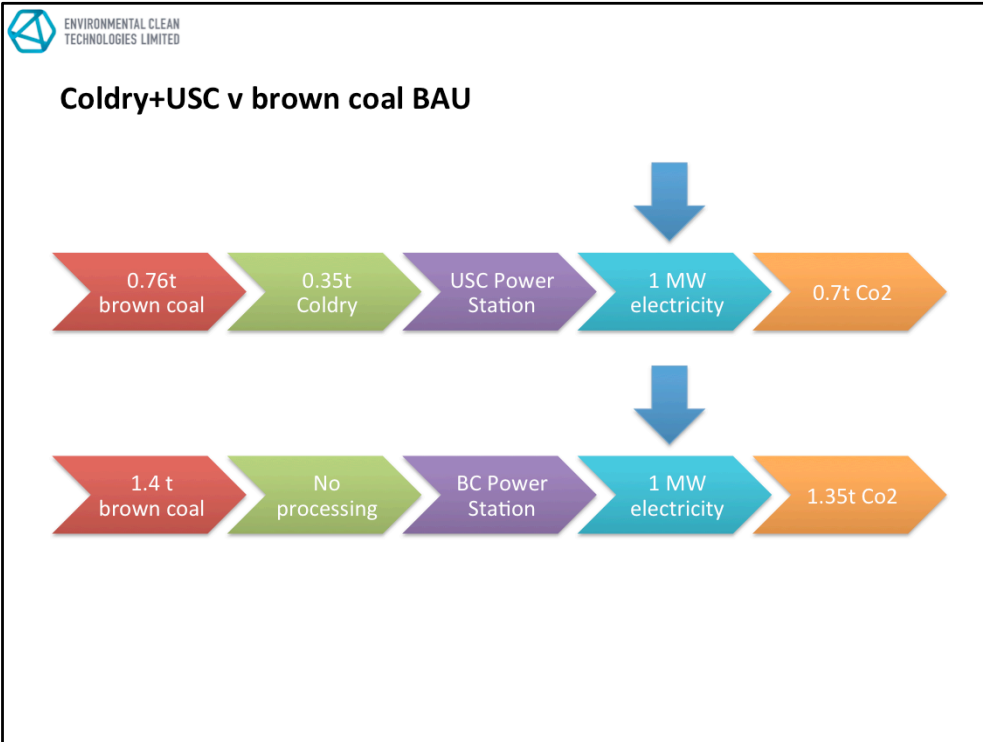 ENVIRONMENTAL CLEAN
TECHNOLOGIES LIMITED
Coldry+USC v brown coal BAU
0.76t
brown coal
0.35t
Coldry
USC Power
Station
1 MW
electricity
0.7t Co2
1.4 t
brown coal
No
processing
BC Power
Station
1 MW
electricity
1.35t Co2